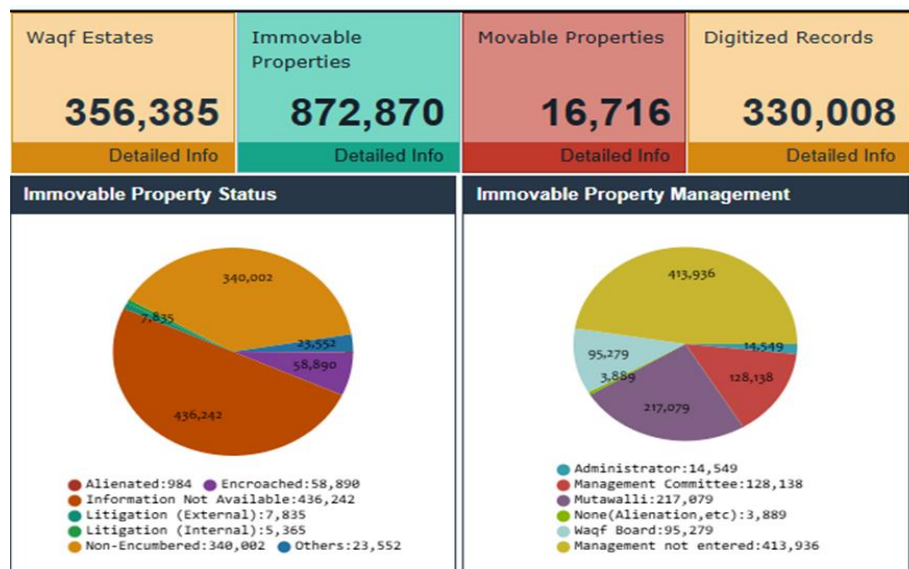 Waqf Estates
356,385
Detailed Info
Immovable
Properties
872,870
Detailed Info
Movable Properties
16,716
Detailed Info
Digitized Records
330,008
Detailed Info
Immovable Property Status
340,002
7,835
23,552
58,890
436,242
Alienated:984 Encroached:58,890
Information Not Available:436,242
Litigation (External):7,835
Litigation (Internal):5,365
Non-Encumbered:340,002 Others:23,552
Immovable Property Management
413,936
14,549
95,279
3,889
128,138
217,079
Administrator:14,549
Management Committee:128,138
Mutawalli:217,079
None(Alienation,etc):3,889
Waqf Board:95,279
Management not entered:413,936